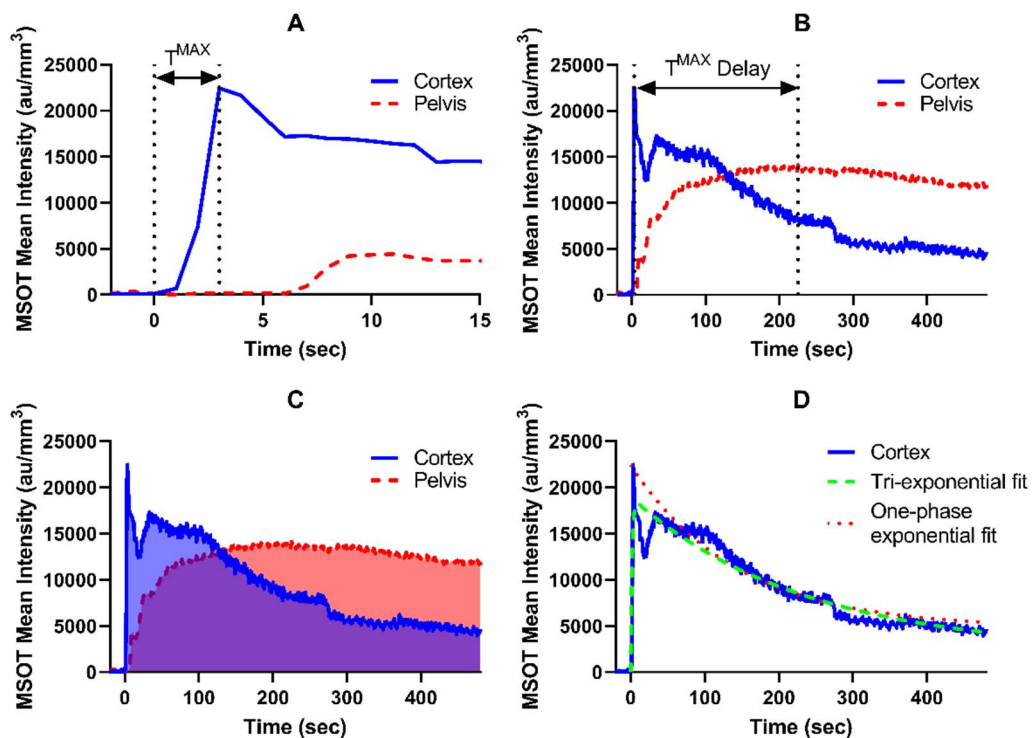 A
T^MAX
MSOT Mean Intensity (au/mm³)
25000
20000
15000
10000
5000
0
Cortex
Pelvis
0
5
10
15
Time (sec)
B
T^MAX Delay
MSOT Mean Intensity (au/mm³)
25000
20000
15000
10000
5000
0
Cortex
Pelvis
0
100
200
300
400
Time (sec)
C
MSOT Mean Intensity (au/mm³)
25000
20000
15000
10000
5000
0
Cortex
Pelvis
0
100
200
300
400
Time (sec)
D
MSOT Mean Intensity (au/mm³)
25000
20000
15000
10000
5000
0
Cortex
Tri-exponential fit
One-phase
exponential fit
0
100
200
300
400
Time (sec)